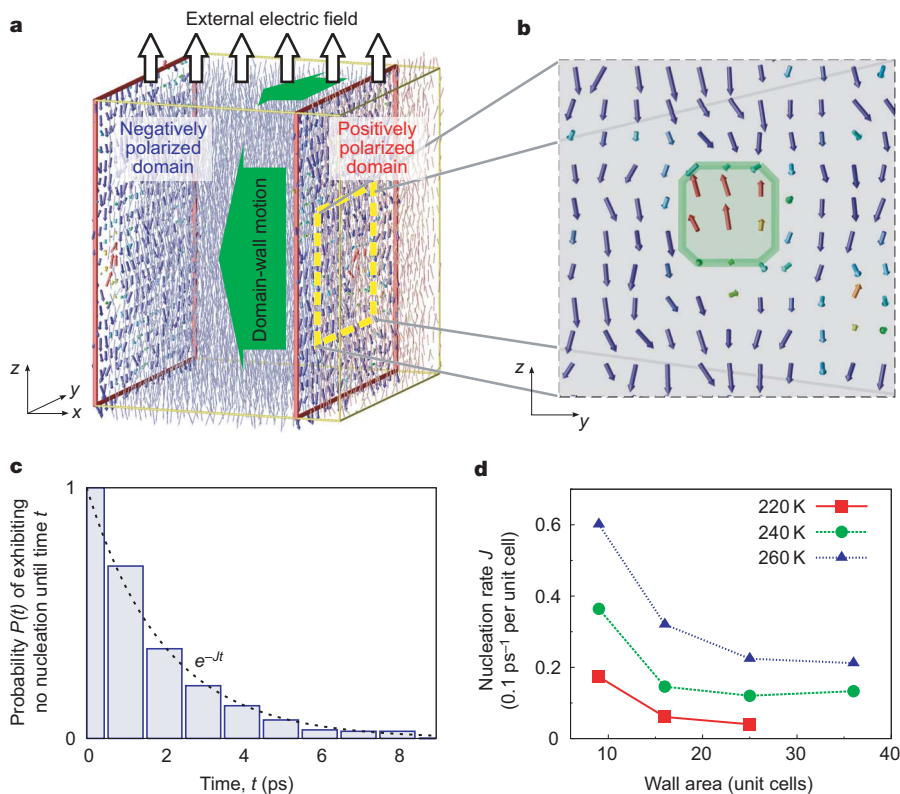 a
External electric field
Negatively
polarized
domain
Positively
polarized
domain
Domain-wall motion
z
y
x
b
z
y
c
Probability P(t) of exhibiting
no nucleation until time t
1
0
e–Jt
0 2 4 6 8
Time, t (ps)
d
Nucleation rate J
(0.1 ps–1 per unit cell)
0.6
0.4
0.2
0
220 K
240 K
260 K
10 20 30 40
Wall area (unit cells)